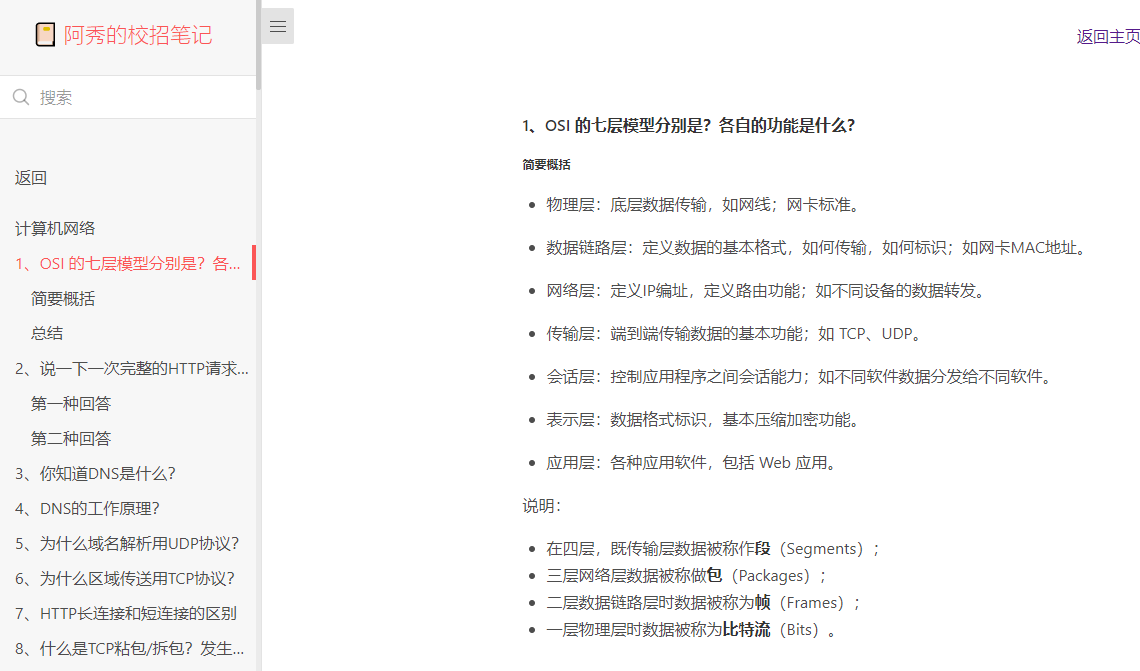 阿秀的校招笔记
搜索
返回
计算机网络
1、OSI 的七层模型分别是？各...
简要概括
总结
2、说一下一次完整的HTTP请求...
第一种回答
第二种回答
3、你知道DNS是什么？
4、DNS的工作原理？
5、为什么域名解析用UDP协议？
6、为什么区域传送用TCP协议？
7、HTTP长连接和短连接的区别
8、什么是TCP粘包/拆包？发生...
返回主页
1、OSI 的七层模型分别是？各自的功能是什么？
简要概括
物理层：底层数据传输，如网线；网卡标准。
数据链路层：定义数据的基本格式，如何传输，如何标识；如网卡MAC地址。
网络层：定义IP编址，定义路由功能；如不同设备的数据转发。
传输层：端到端传输数据的基本功能；如 TCP、UDP。
会话层：控制应用程序之间会话能力；如不同软件数据分发给不同软件。
表示层：数据格式标识，基本压缩加密功能。
应用层：各种应用软件，包括 Web 应用。
说明：
在四层，既传输层数据被称作段（Segments）；
三层网络层数据被称做包（Packages）；
二层数据链路层时数据被称为帧（Frames）；
一层物理层时数据被称为比特流（Bits）。